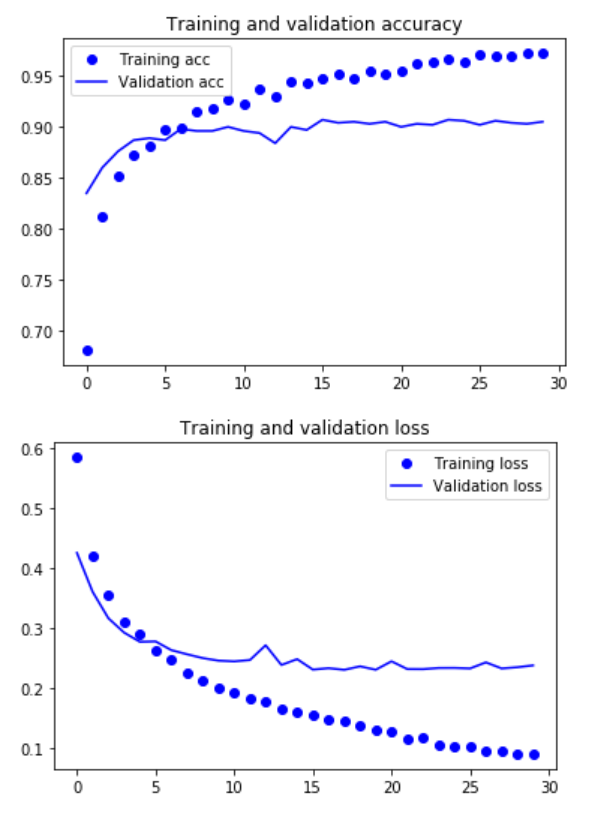 Training and validation accuracy
Training acc
Validation acc
0.95
0.90
0.85
0.80
0.75
0.70
0 5 10 15 20 25 30
Training and validation loss
0.6
Training loss
Validation loss
0.5
0.4
0.3
0.2
0.1
0 5 10 15 20 25 30